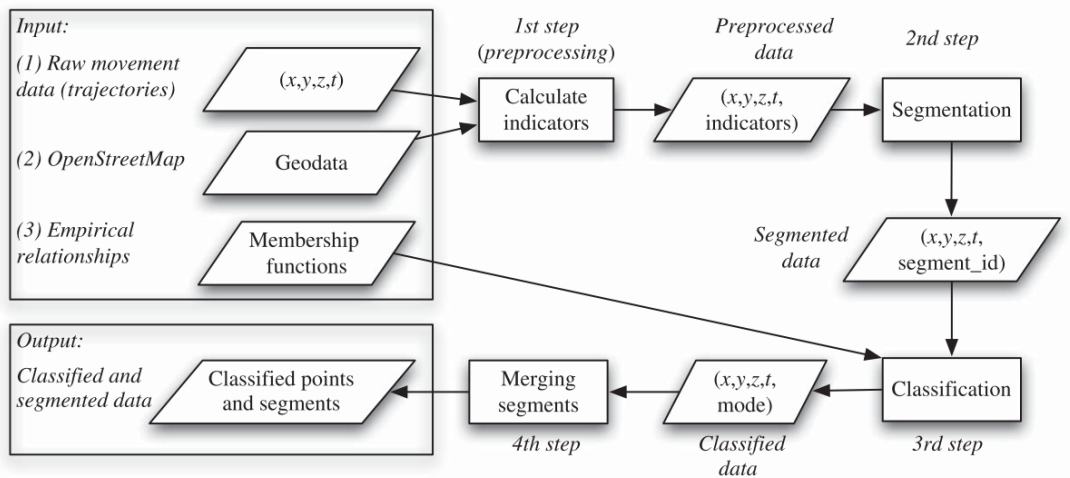 Input:
(1) Raw movement
data (trajectories)
(x,y,z,t)
(2) OpenStreetMap
Geodata
(3) Empirical
relationships
Membership
functions
1st step
(preprocessing)
Calculate
indicators
Preprocessed
data
(x,y,z,t,
indicators)
2nd step
Segmentation
Segmented
data
(x,y,z,t,
segment_id)
Classification
3rd step
(x,y,z,t,
mode)
Classified
data
Merging
segments
4th step
Output:
Classified and
segmented data
Classified points
and segments